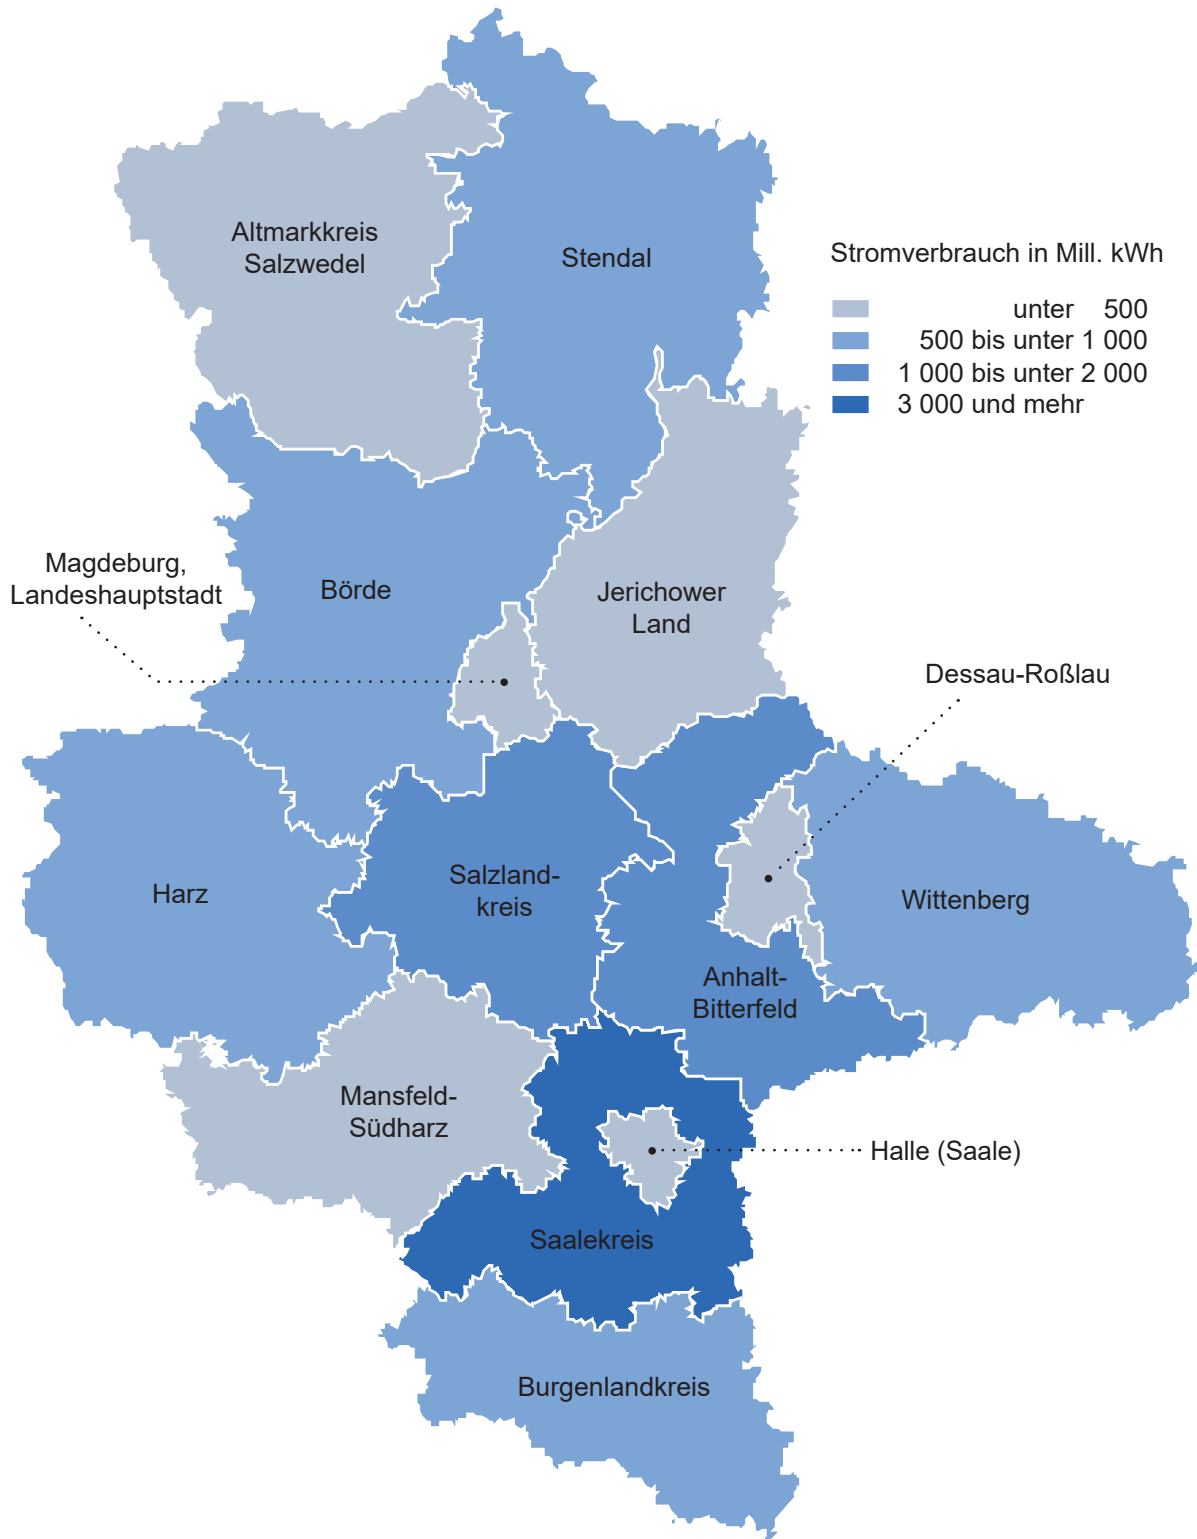 Altmarkkreis
Salzwedel
Stendal
Stromverbrauch in Mill. kWh
unter 500
500 bis unter 1 000
1 000 bis unter 2 000
3 000 und mehr
Magdeburg,
Landeshauptstadt
Börde
Jerichower
Land
Dessau-Roßlau
Harz
Salzland-
kreis
Wittenberg
Anhalt-
Bitterfeld
Mansfeld-
Südharz
Halle (Saale)
Saalekreis
Burgenlandkreis